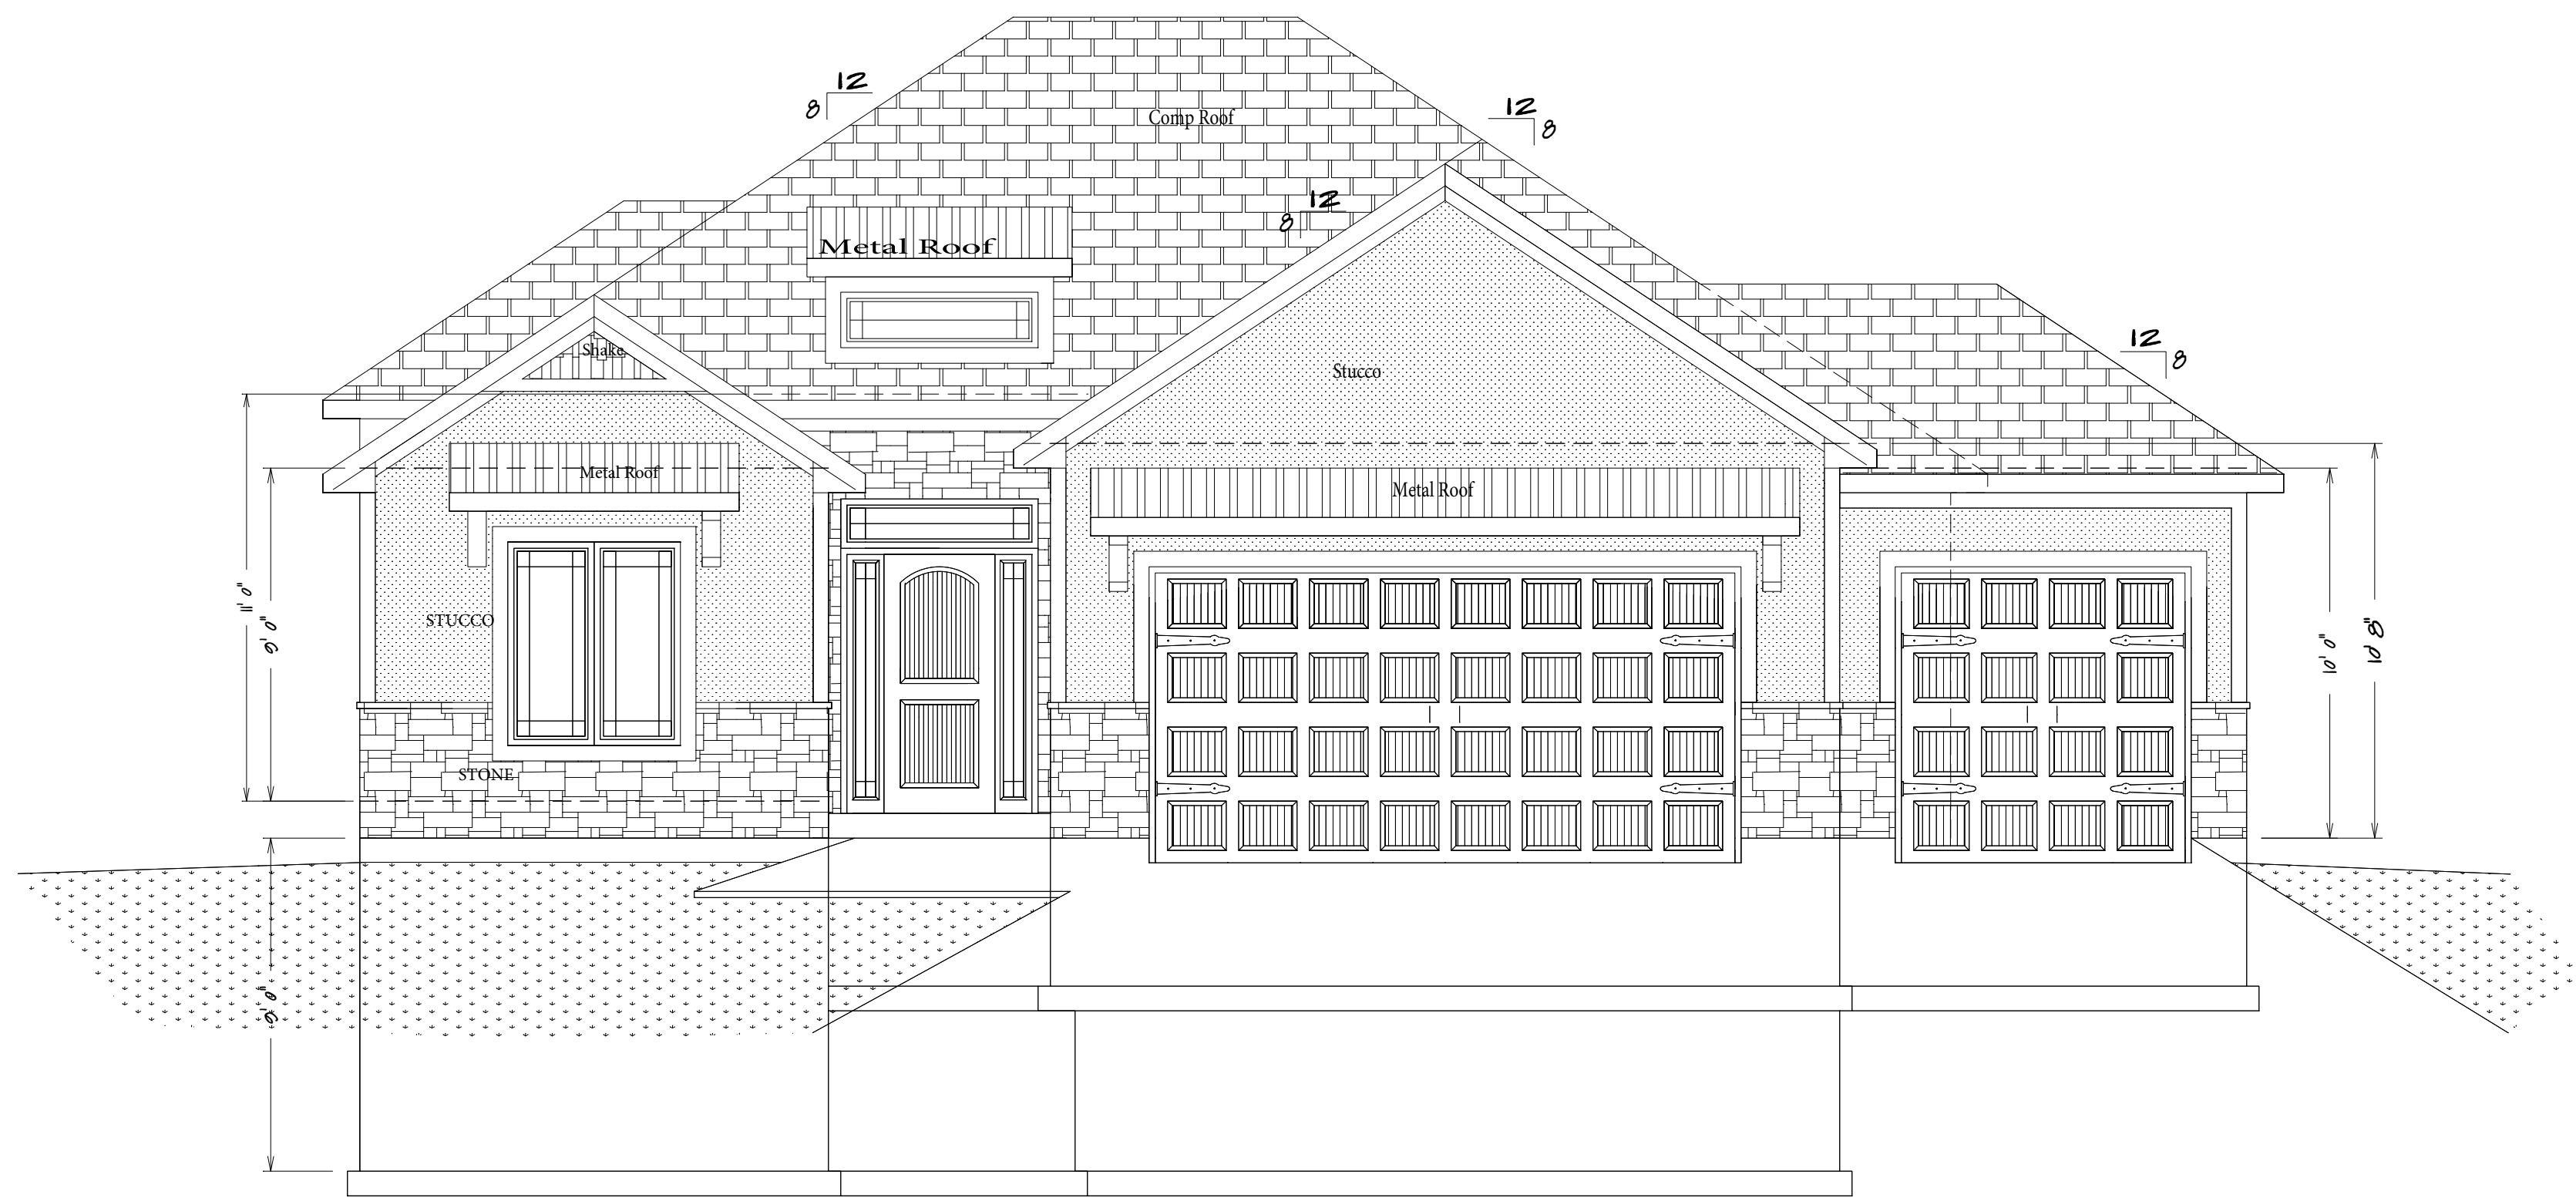 12
8
12
8
Comp Roof
12
8
Metal Roof
12
8
Shake
Stucco
Metal Roof
Metal Roof
11' 0"
9' 0"
STUCCO
10' 0"
10' 8"
STONE
9' 0"